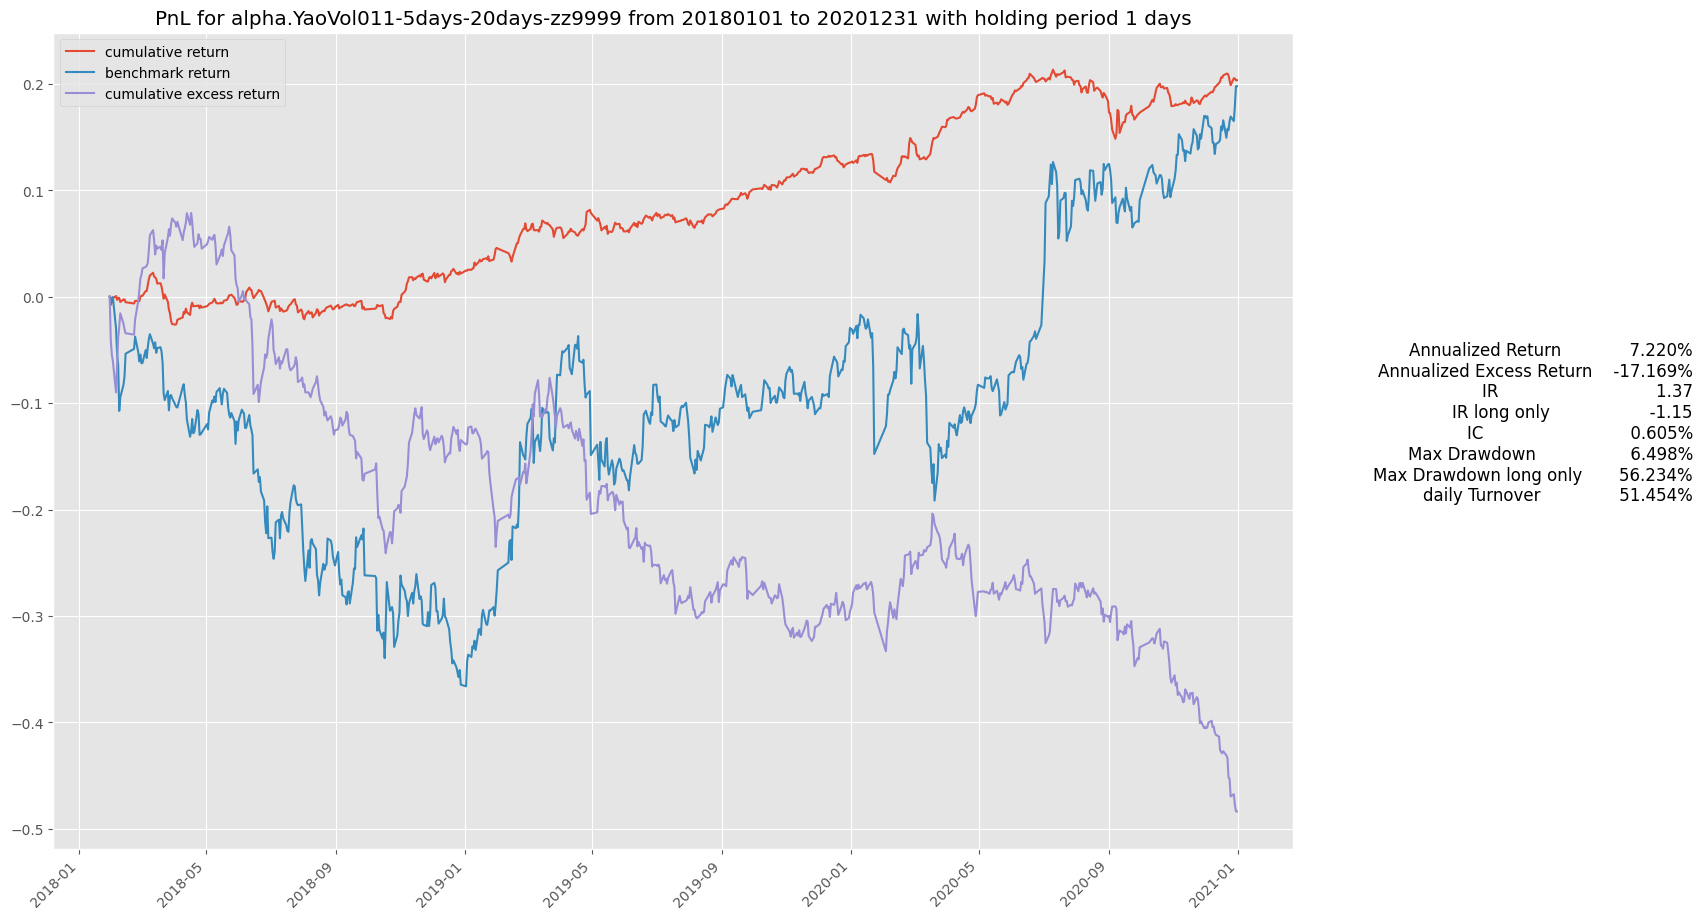 PnL for alpha.YaoVol011-5days-20days-zz9999 from 20180101 to 20201231 with holding period 1 days
cumulative return
benchmark return
cumulative excess return
0.2
0.1
0.0
−0.1
−0.2
−0.3
−0.4
−0.5
2018-01
2018-05
2018-09
2019-01
2019-05
2019-09
2020-01
2020-05
2020-09
2021-01
Annualized Return 7.220%
Annualized Excess Return -17.169%
IR 1.37
IR long only -1.15
IC 0.605%
Max Drawdown 6.498%
Max Drawdown long only 56.234%
daily Turnover 51.454%